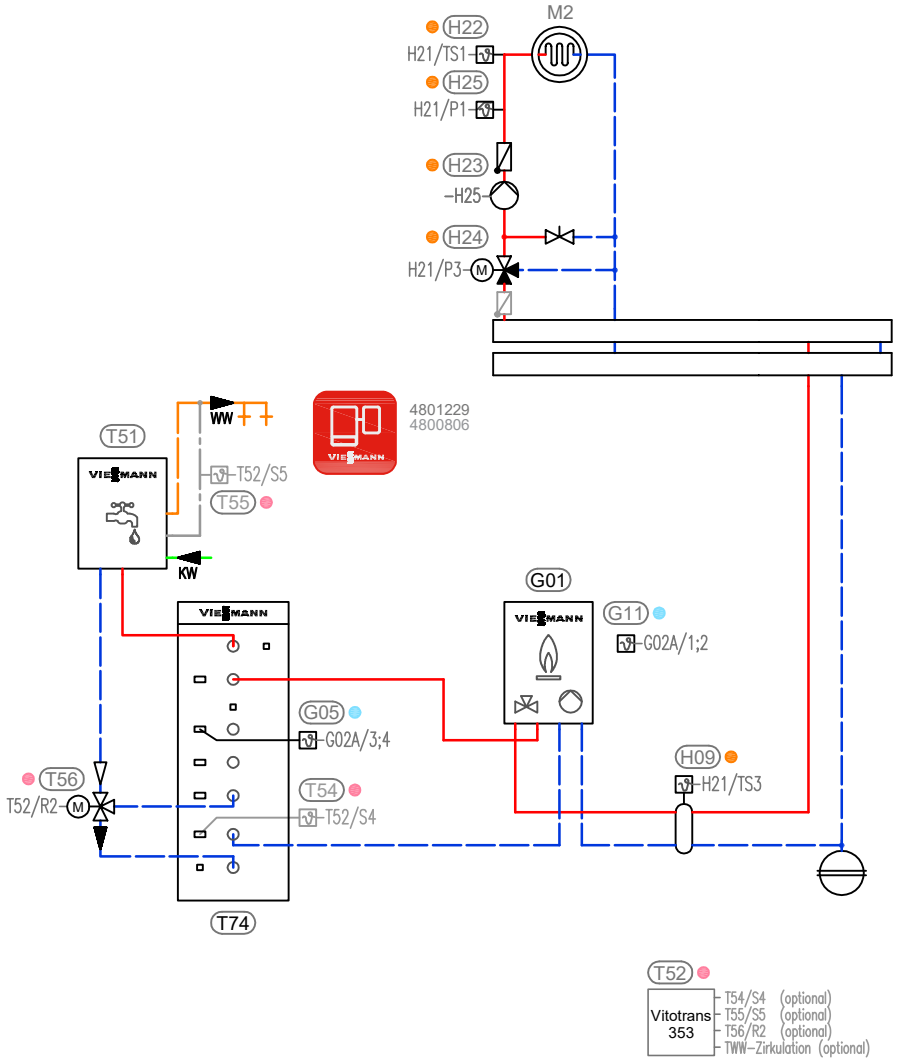 M2
H22
H21/TS1
H25
H21/P1
H23
H25
H24
H21/P3
M
WW
4801229
4800806
VIESMANN
T51
VIESMANN
T52/S5
T55
KW
G01
VIESMANN
VIESMANN
G11
G02A/1;2
G05
G02A/3;4
H09
H21/TS3
T56
T54
T52/R2
M
T52/S4
T74
T52
Vitotrans
353
T54/S4 (optional)
T55/S5 (optional)
T56/R2 (optional)
TWW-Zirkulation (optional)